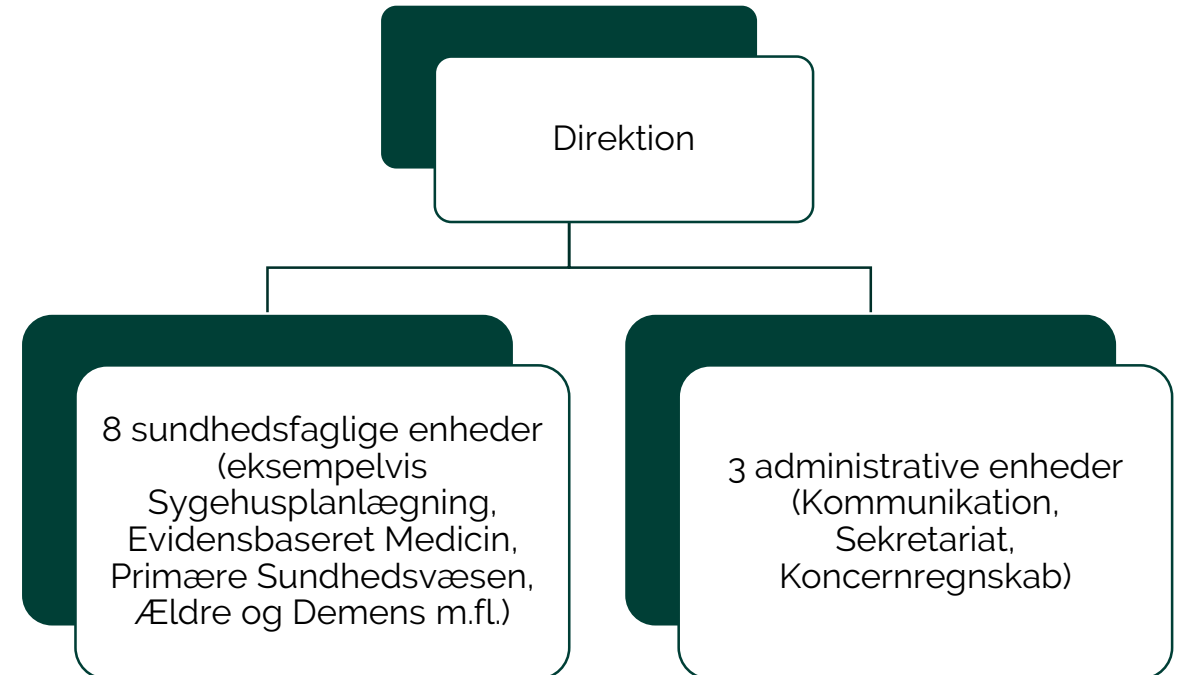 Direktion
8 sundhedsfaglige enheder
(eksempelvis
Sygehusplanlægning,
Evidensbaseret Medicin,
Primære Sundhedsvæsen,
Ældre og Demens m.fl.)
3 administrative enheder
(Kommunikation,
Sekretariat,
Koncernregnskab)